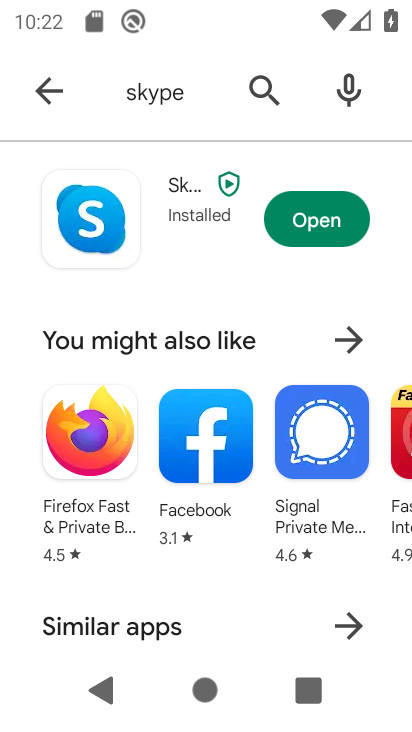 10:22
skype
S
Sk...
Installed
Open
You might also like
Fa
Firefox Fast
& Private B...
4.5 ★
Facebook
3.1 ★
Signal
Private Me...
4.6 ★
Fas
Int
4.9
Similar apps